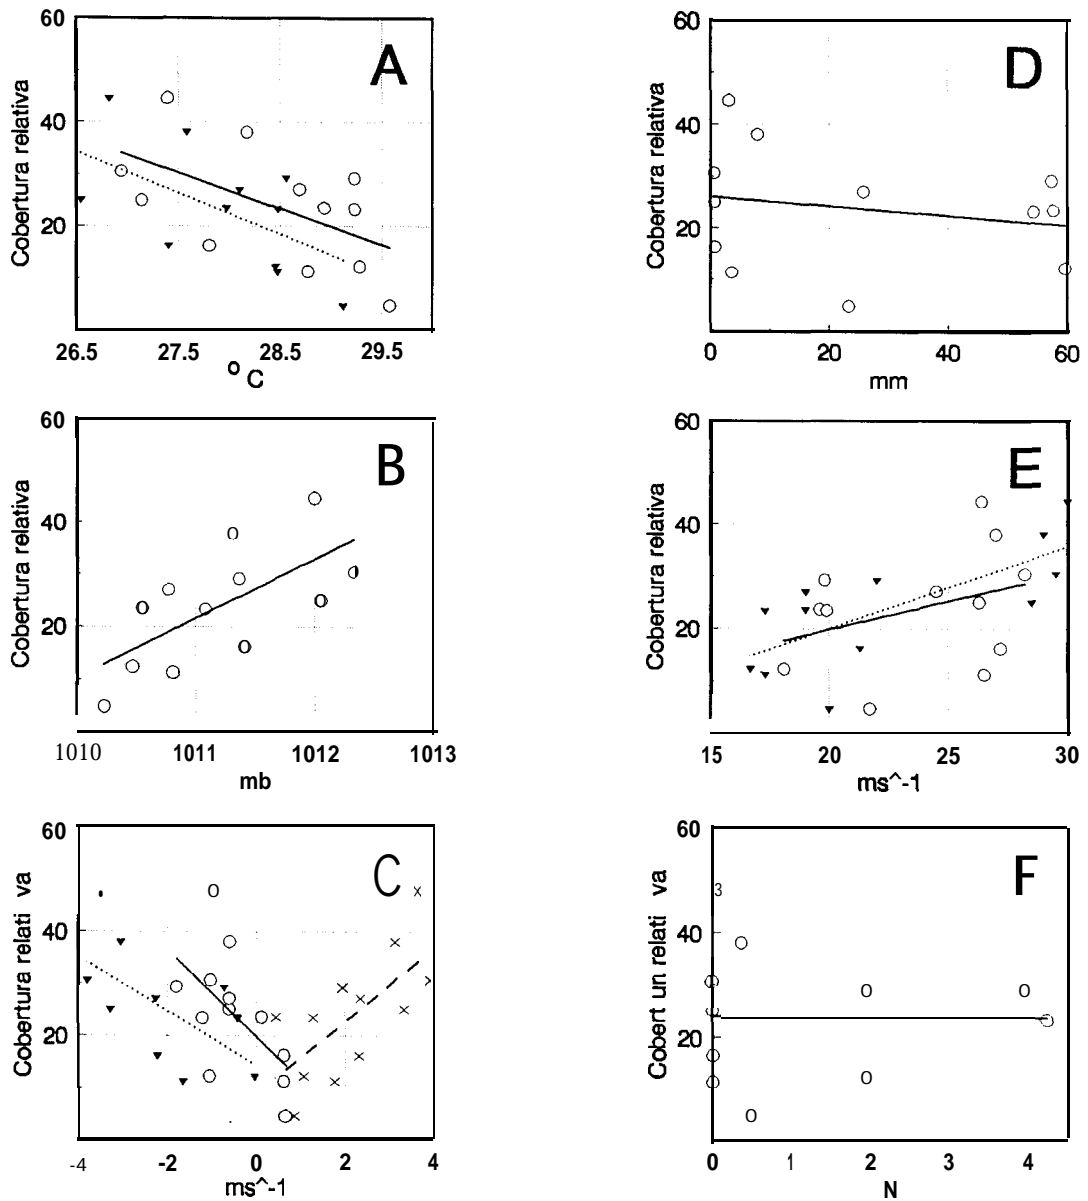 60
40
20
Cobertura relativa
A
26.5 27.5 28.5 29.5
° C
60
40
20
Cobertura relativa
D
0 20 40 60
mm
60
40
20
Cobertura relativa
B
1010 1011 1012 1013
mb
60
40
20
Cobertura relativa
E
15 20 25 30
ms^-1
60
40
20
Cobertura relati va
C
-4 -2 0 2 4
ms^-1
60
40
20
Cobert un relati va
3
F
0 1 2 3 4
N